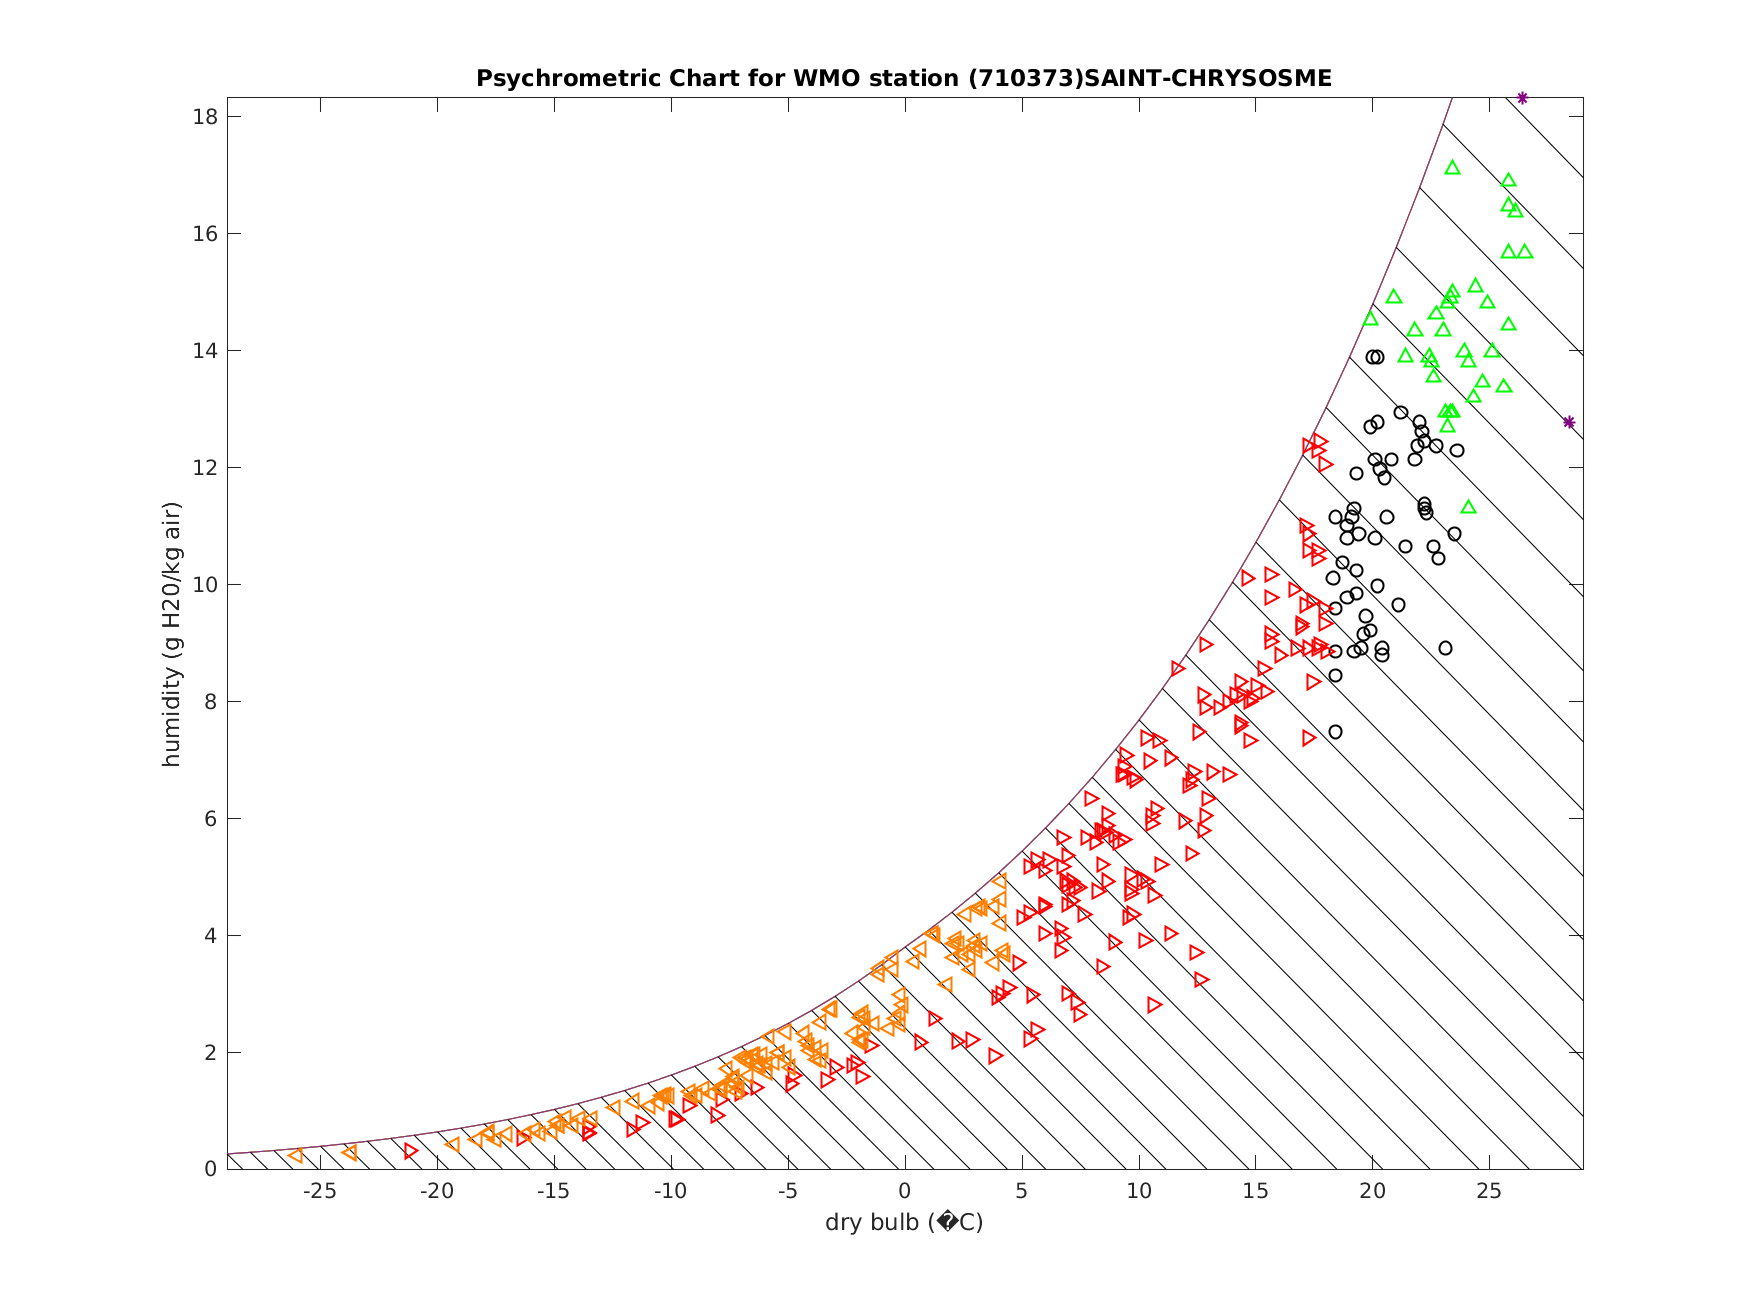 Psychrometric Chart for WMO station (710373)SAINT-CHRYSOSME
18
16
14
12
10
8
6
4
2
0
humidity (g H20/kg air)
-25 -20 -15 -10 -5 0 5 10 15 20 25
dry bulb (�C)